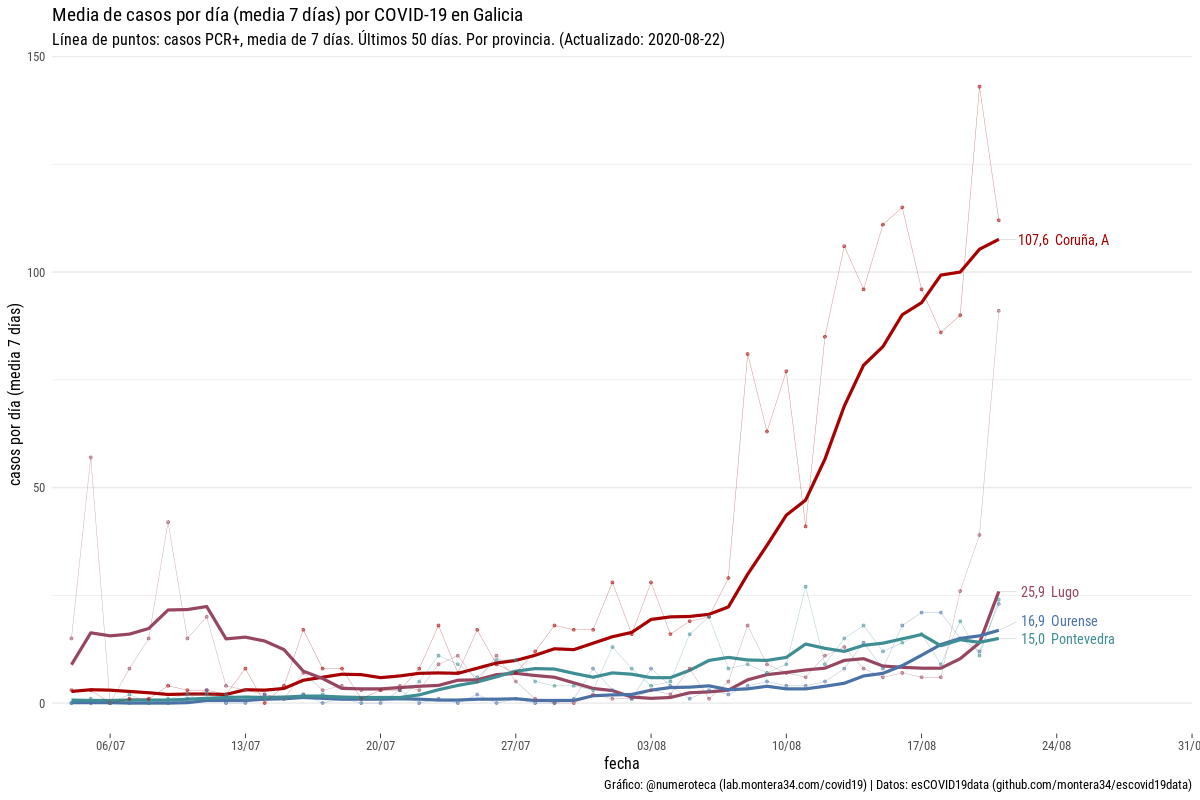 Media de casos por día (media 7 días) por COVID-19 en Galicia
Línea de puntos: casos PCR+, media de 7 días. Últimos 50 días. Por provincia. (Actualizado: 2020-08-22)
150
100
50
0
casos por día (media 7 días)
107,6 Coruña, A
25,9 Lugo
16,9 Ourense
15,0 Pontevedra
06/07 13/07 20/07 27/07 03/08 10/08 17/08 24/08 31/0
fecha
Gráfico: @numeroteca (lab.montera34.com/covid19) | Datos: esCOVID19data (github.com/montera34/escovid19data)